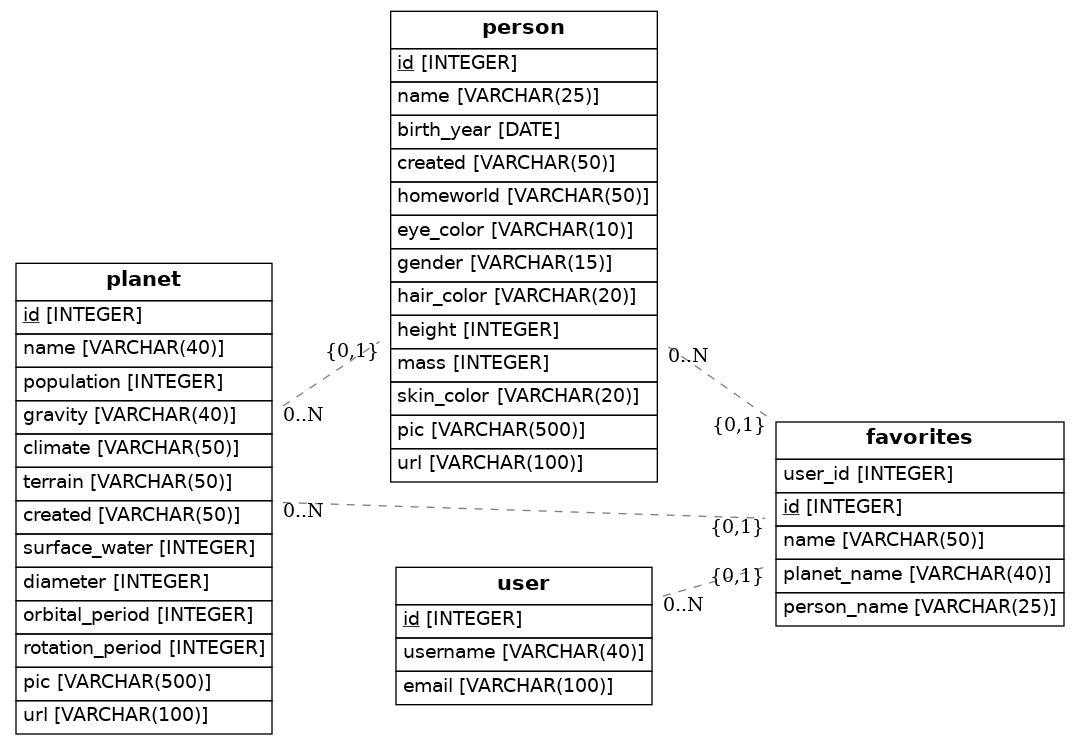 person
id [INTEGER]
name [VARCHAR(25)]
birth_year [DATE]
created [VARCHAR(50)]
homeworld [VARCHAR(50)]
eye_color [VARCHAR(10)]
gender [VARCHAR(15)]
hair_color [VARCHAR(20)]
height [INTEGER]
mass [INTEGER]
skin_color [VARCHAR(20)]
pic [VARCHAR(500)]
url [VARCHAR(100)]
planet
id [INTEGER]
name [VARCHAR(40)]
population [INTEGER]
gravity [VARCHAR(40)]
climate [VARCHAR(50)]
terrain [VARCHAR(50)]
created [VARCHAR(50)]
surface_water [INTEGER]
diameter [INTEGER]
orbital_period [INTEGER]
rotation_period [INTEGER]
pic [VARCHAR(500)]
url [VARCHAR(100)]
{0,1}
0..N
0..N
{0,1}
0..N
{0,1}
{0,1}
0..N
favorites
user_id [INTEGER]
id [INTEGER]
name [VARCHAR(50)]
planet_name [VARCHAR(40)]
person_name [VARCHAR(25)]
user
id [INTEGER]
username [VARCHAR(40)]
email [VARCHAR(100)]